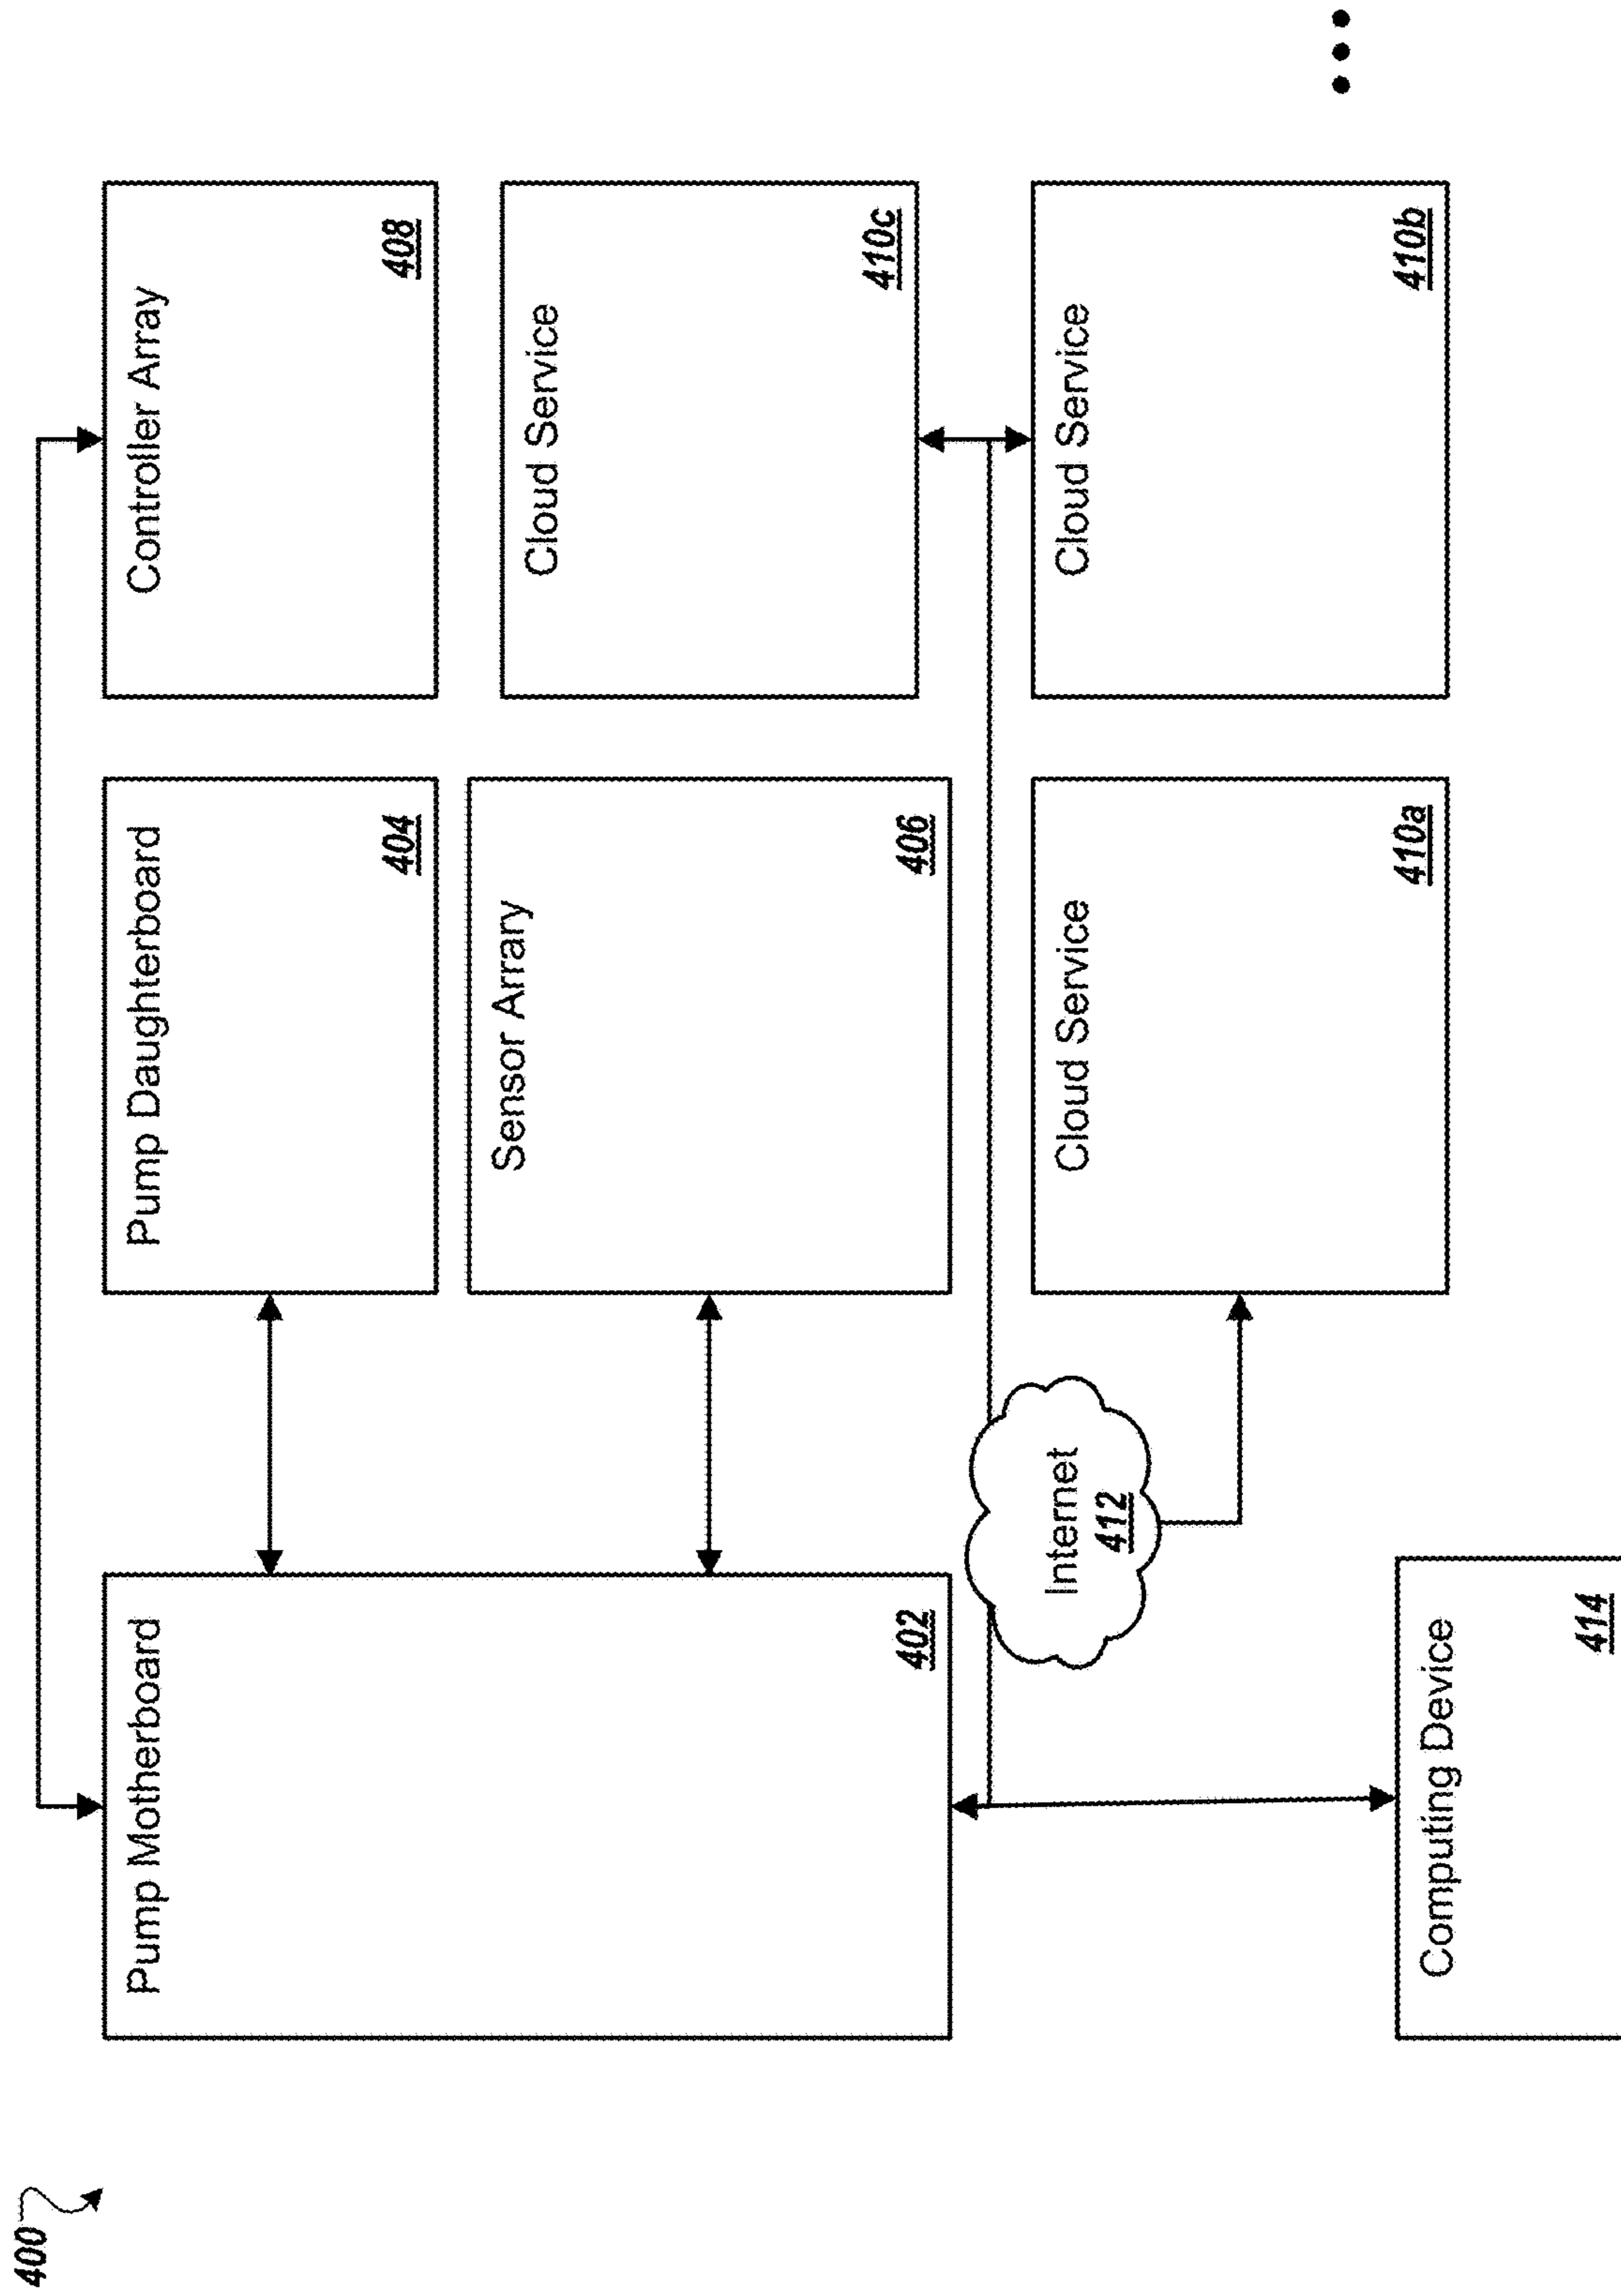 400
Pump Motherboard
402
Pump Daughterboard
404
Controller Array
408
Sensor Arrary
406
Cloud Service
410c
Internet
412
Cloud Service
410a
Cloud Service
410b
Computing Device
414